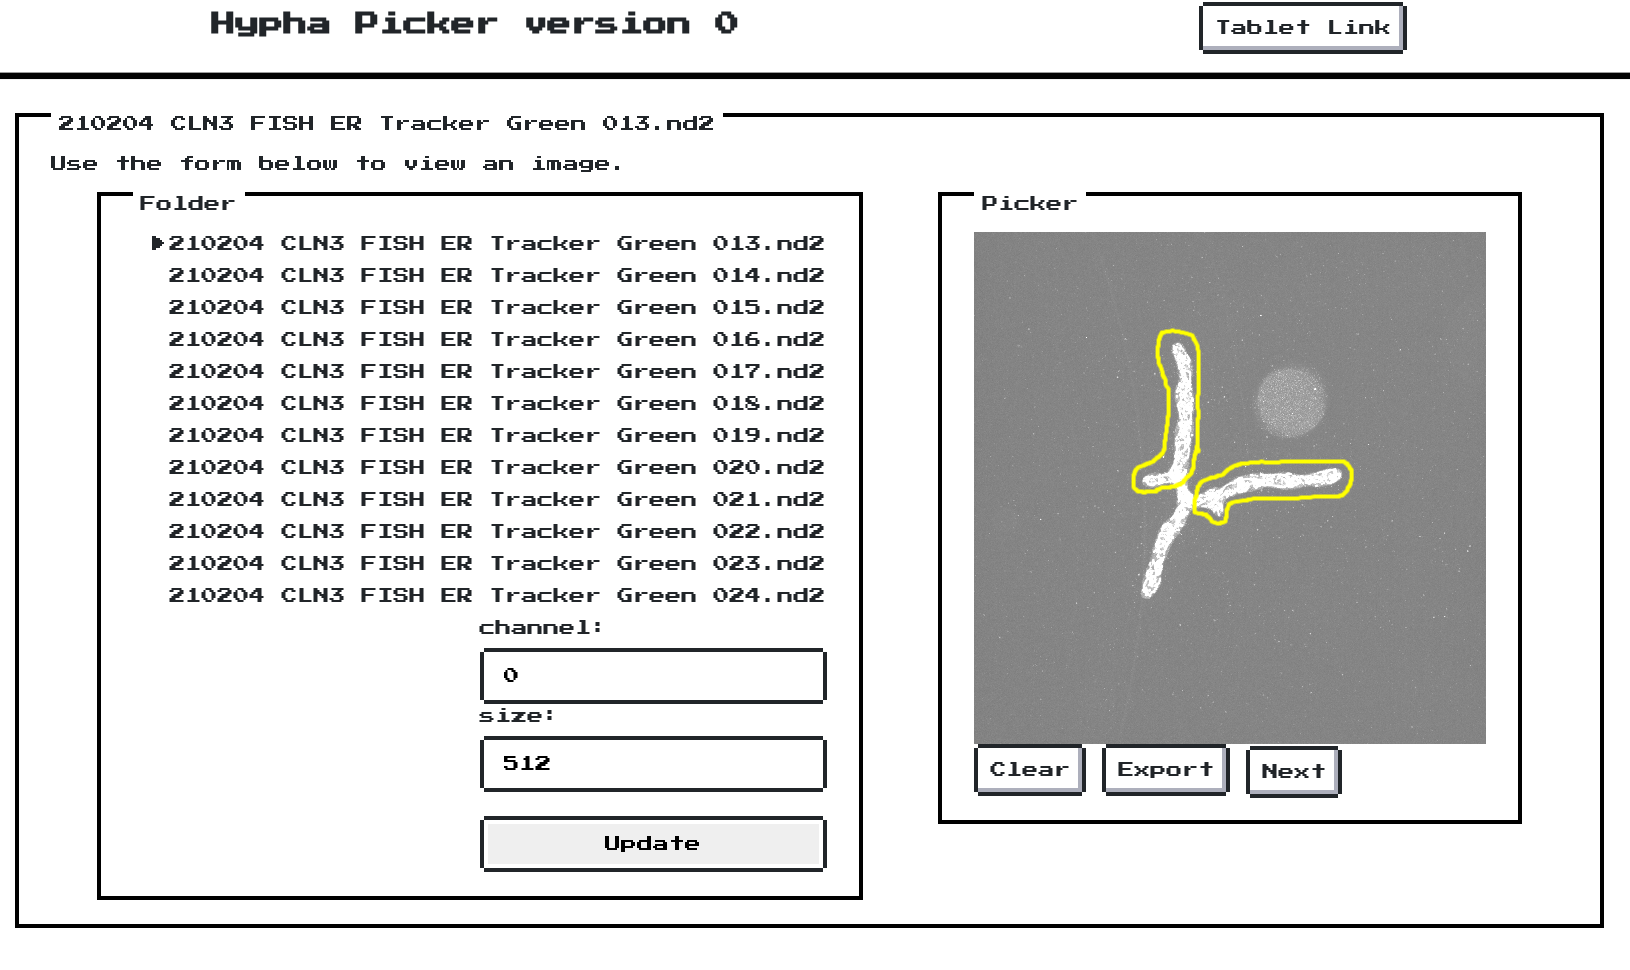 Hypha Picker version 0
Tablet Link
210204 CLN3 FISH ER Tracker Green 013.nd2
Use the form below to view an image.
Folder
210204 CLN3 FISH ER Tracker Green 013.nd2
210204 CLN3 FISH ER Tracker Green 014.nd2
210204 CLN3 FISH ER Tracker Green 015.nd2
210204 CLN3 FISH ER Tracker Green 016.nd2
210204 CLN3 FISH ER Tracker Green 017.nd2
210204 CLN3 FISH ER Tracker Green 018.nd2
210204 CLN3 FISH ER Tracker Green 019.nd2
210204 CLN3 FISH ER Tracker Green 020.nd2
210204 CLN3 FISH ER Tracker Green 021.nd2
210204 CLN3 FISH ER Tracker Green 022.nd2
210204 CLN3 FISH ER Tracker Green 023.nd2
210204 CLN3 FISH ER Tracker Green 024.nd2
channel:
0
size:
512
Update
Picker
Clear
Export
Next